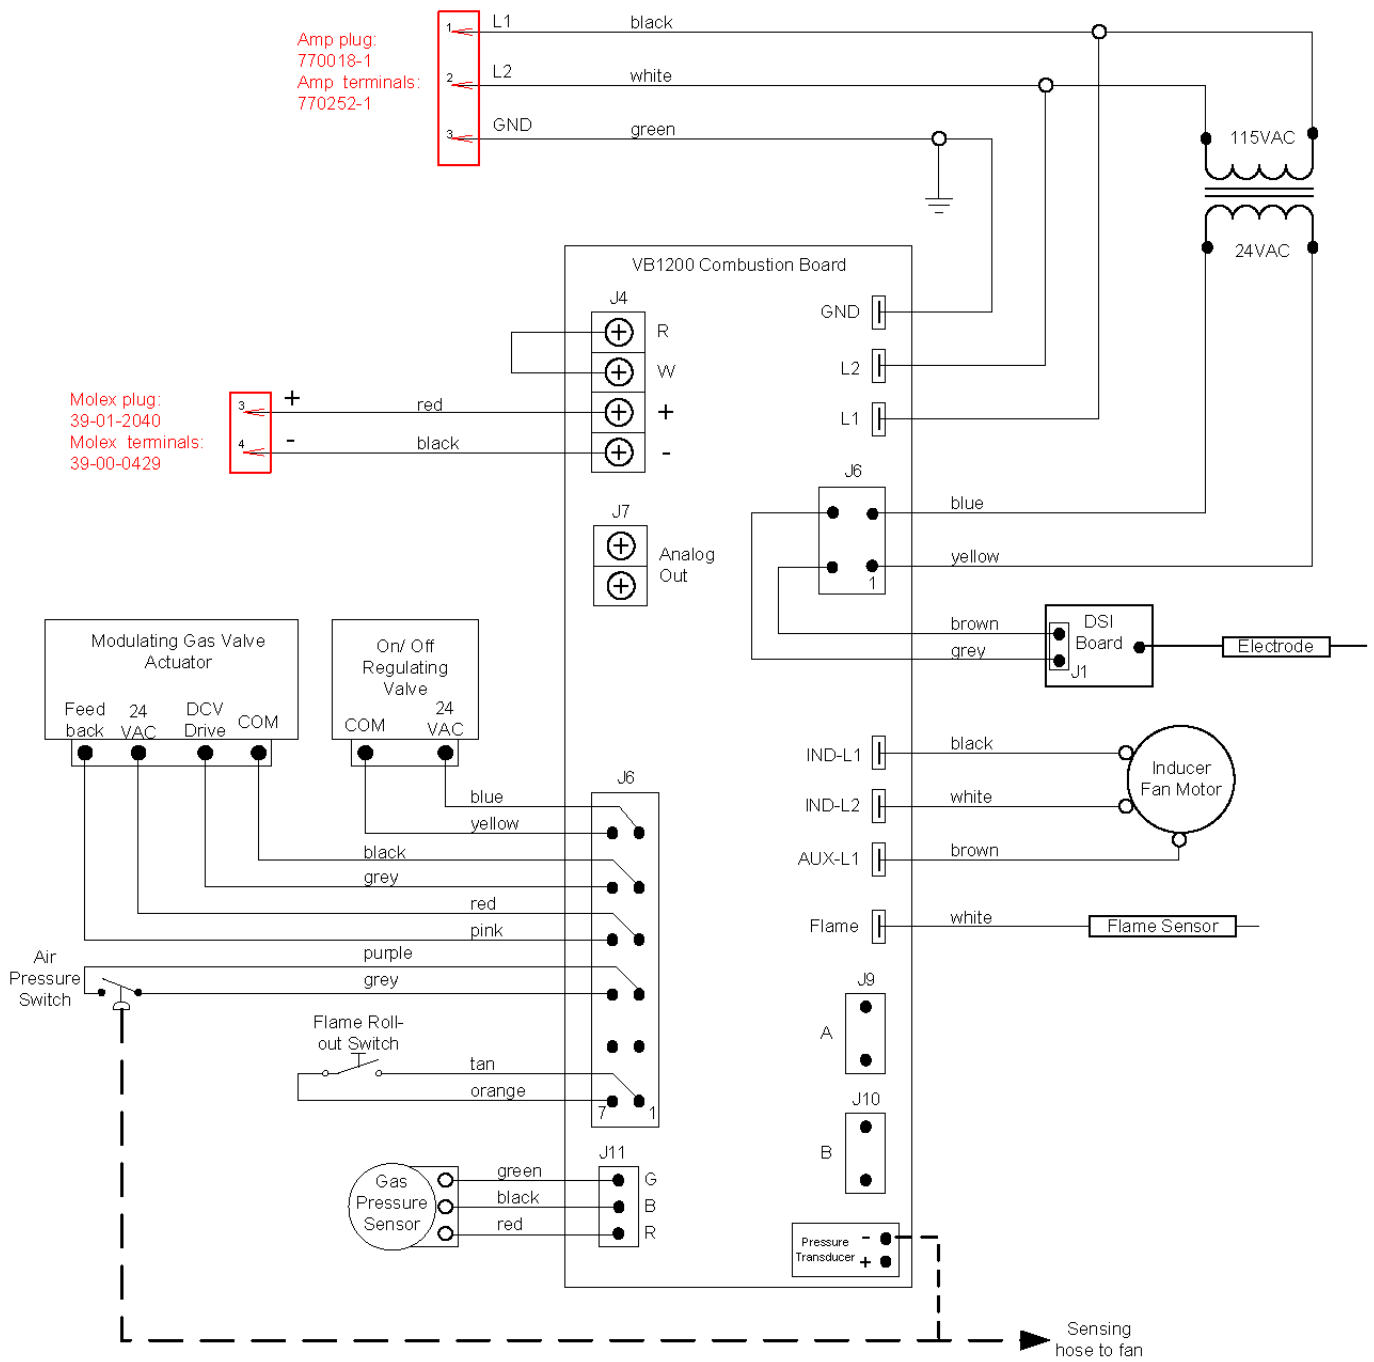 Amp plug:
770018-1
Amp terminals:
770252-1
1
L1
black
2
L2
white
3
GND
green
115VAC
24VAC
VB1200 Combustion Board
J4
R
W
+
-
GND
L2
L1
Molex plug:
39-01-2040
Molex terminals:
39-00-0429
3
+
red
4
-
black
J7
Analog
Out
J6
blue
yellow
1
brown
grey
DSI
Board
J1
Electrode
Modulating Gas Valve
Actuator
Feed
back
24
VAC
DCV
Drive
COM
On/ Off
Regulating
Valve
COM
24
VAC
J6
blue
yellow
black
grey
red
pink
purple
grey
tan
orange
7
1
Air
Pressure
Switch
Flame Roll-
out Switch
IND-L1
black
IND-L2
white
AUX-L1
brown
Inducer
Fan Motor
Flame
white
Flame Sensor
J9
A
J10
B
Gas
Pressure
Sensor
green
black
red
J11
G
B
R
Pressure
Transducer
-
+
Sensing
hose to fan